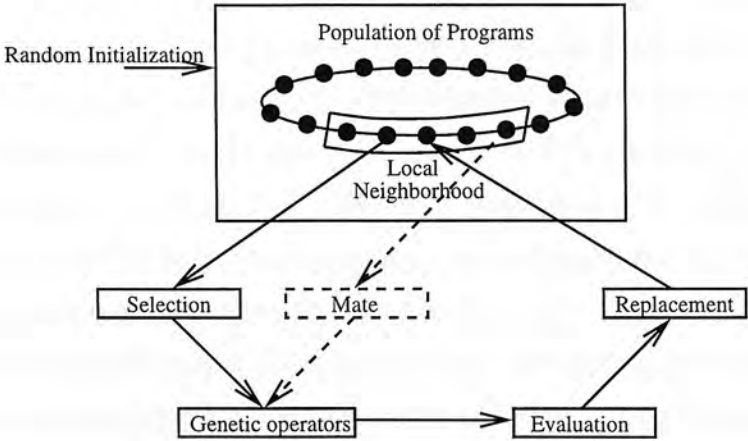 Population of Programs
Random Initialization
Local
Neighborhood
Selection
Mate
Replacement
Genetic operators
Evaluation